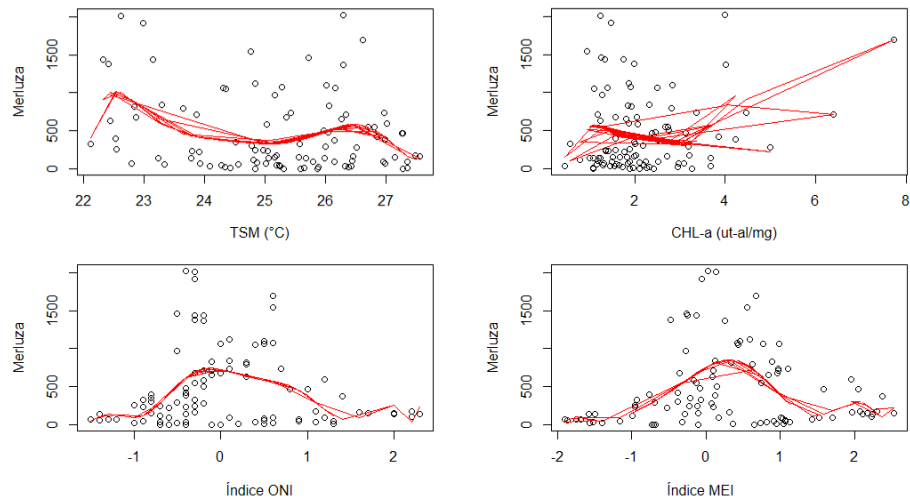 Merluza
1500
500
0
22 23 24 25 26 27
TSM (°C)
Merluza
1500
500
0
2 4 6 8
CHL-a (ut-al/mg)
Merluza
1500
500
0
-1 0 1 2
Índice ONI
Merluza
1500
500
0
-2 -1 0 1 2
Índice MEI